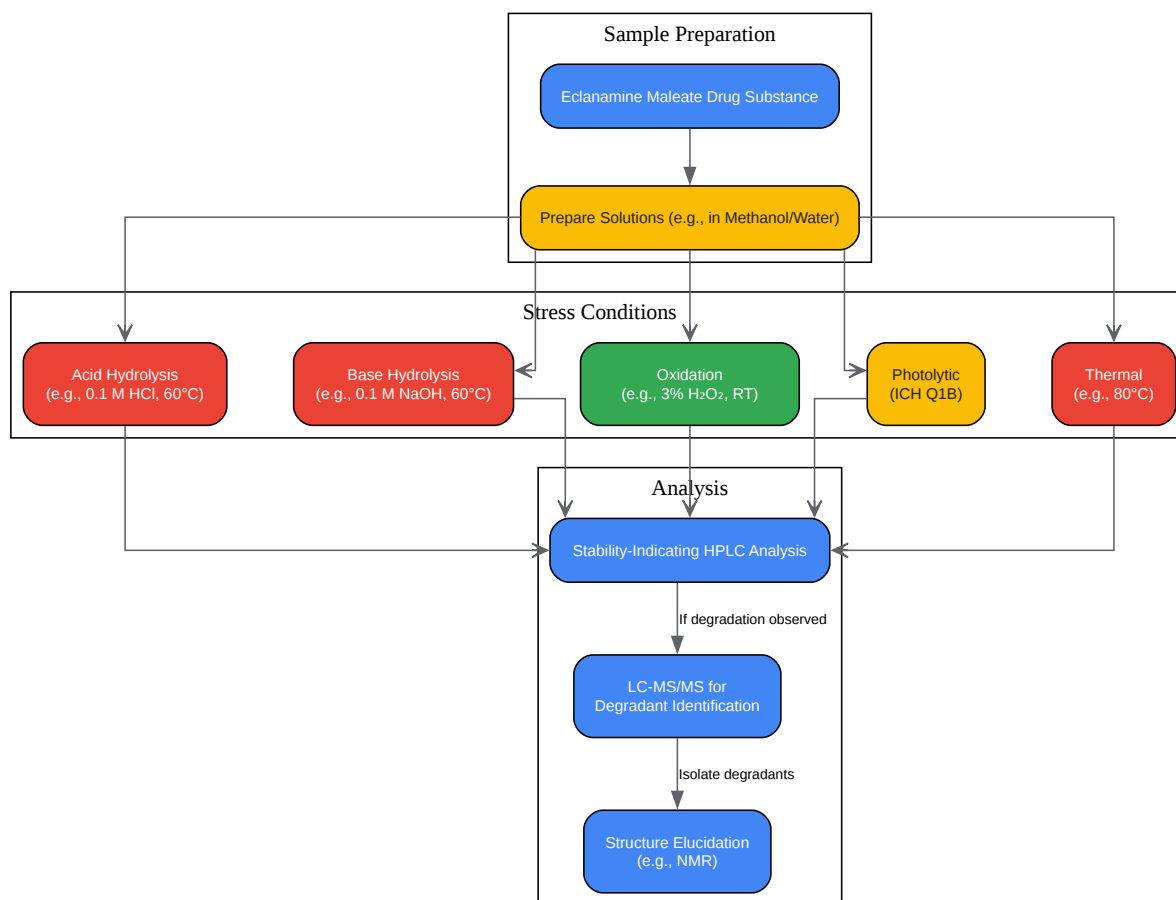 Sample Preparation
Eclanamine Maleate Drug Substance
Prepare Solutions (e.g., in Methanol/Water)
Stress Conditions
Acid Hydrolysis
(e.g., 0.1 M HCl, 60°C)
Base Hydrolysis
(e.g., 0.1 M NaOH, 60°C)
Oxidation
(e.g., 3% H₂O₂, RT)
Photolytic
(ICH Q1B)
Thermal
(e.g., 80°C)
Analysis
Stability-Indicating HPLC Analysis
If degradation observed
LC-MS/MS for
Degradant Identification
Isolate degradants
Structure Elucidation
(e.g., NMR)